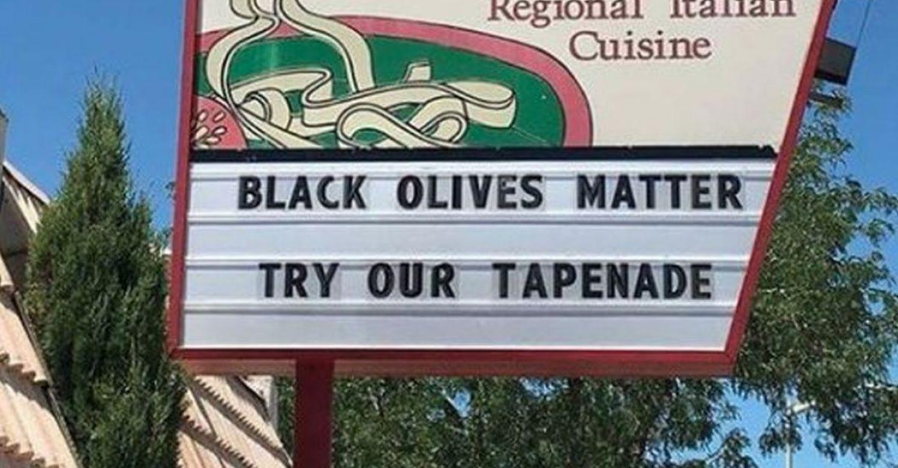 Regional Italian
Cuisine
BLACK OLIVES MATTER
TRY OUR TAPENADE